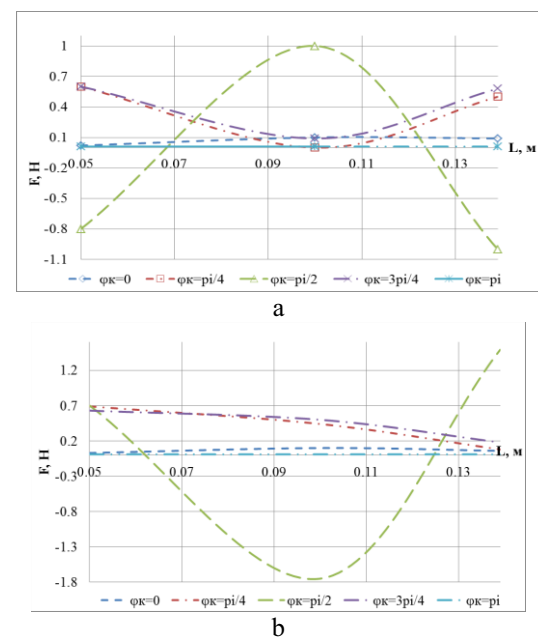 1
0.7
0.4
0.1
-0.2
-0.5
-0.8
-1.1
0.05 0.07 0.09 0.11 0.13
L, м
F, Н
φк=0 φк=pi/4 φк=pi/2 φк=3pi/4 φк=pi
a
1.2
0.7
0.2
-0.3
-0.8
-1.3
-1.8
0.05 0.07 0.09 0.11 0.13
L, м
F, Н
φк=0 φк=pi/4 φк=pi/2 φк=3pi/4 φк=pi
b